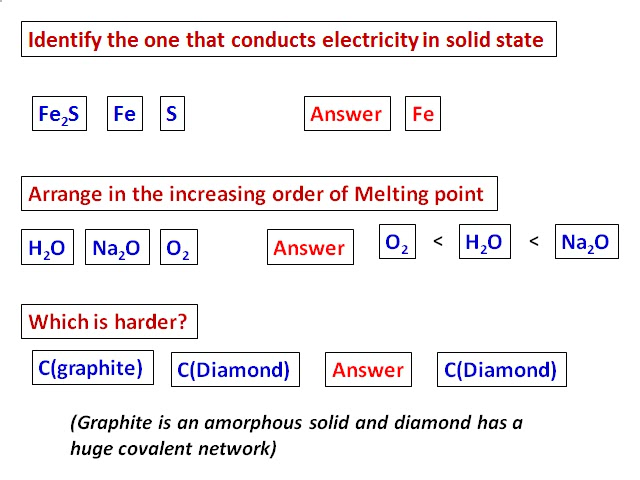 Identify the one that conducts electricity in solid state
Fe₂S Fe S Answer Fe
Arrange in the increasing order of Melting point
H₂O Na₂O O₂ Answer O₂ < H₂O < Na₂O
Which is harder?
C(graphite) C(Diamond) Answer C(Diamond)
(Graphite is an amorphous solid and diamond has a
huge covalent network)